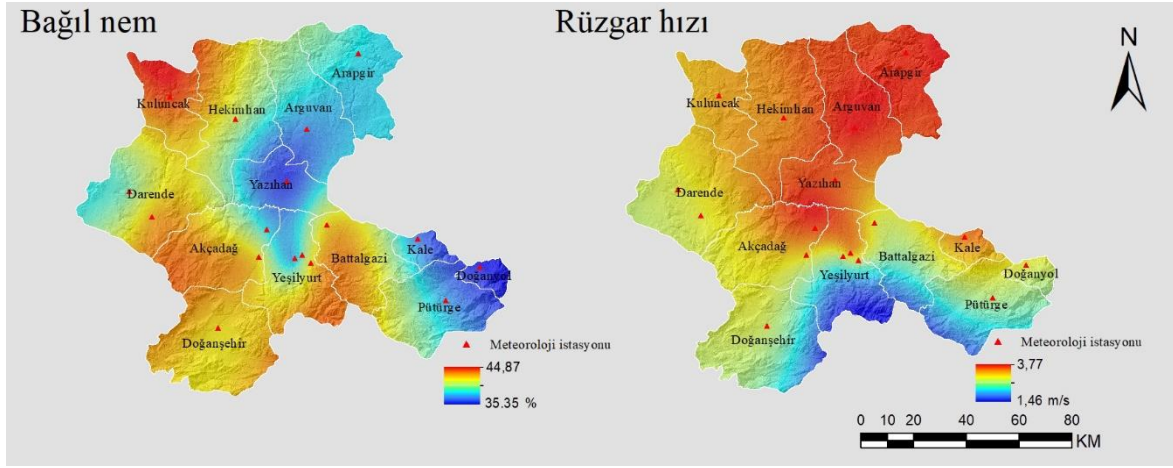 Bağıl nem
Kuluncak
Hekimhan
Arapgir
Arguvan
Yazıhan
Darende
Akçadağ
Yeşilyurt
Battalgazi
Kale
Doğanyol
Pütürge
Doğanşehir
Meteoroloji istasyonu
44,87
35.35 %
Rüzgar hızı
Kuluncak
Hekimhan
Arapgir
Arguvan
Yazıhan
Darende
Akçadağ
Yeşilyurt
Battalgazi
Kale
Doğanyol
Pütürge
Doğanşehir
Meteoroloji istasyonu
3,77
1,46 m/s
N
0 5 10 20 40 60 80
KM